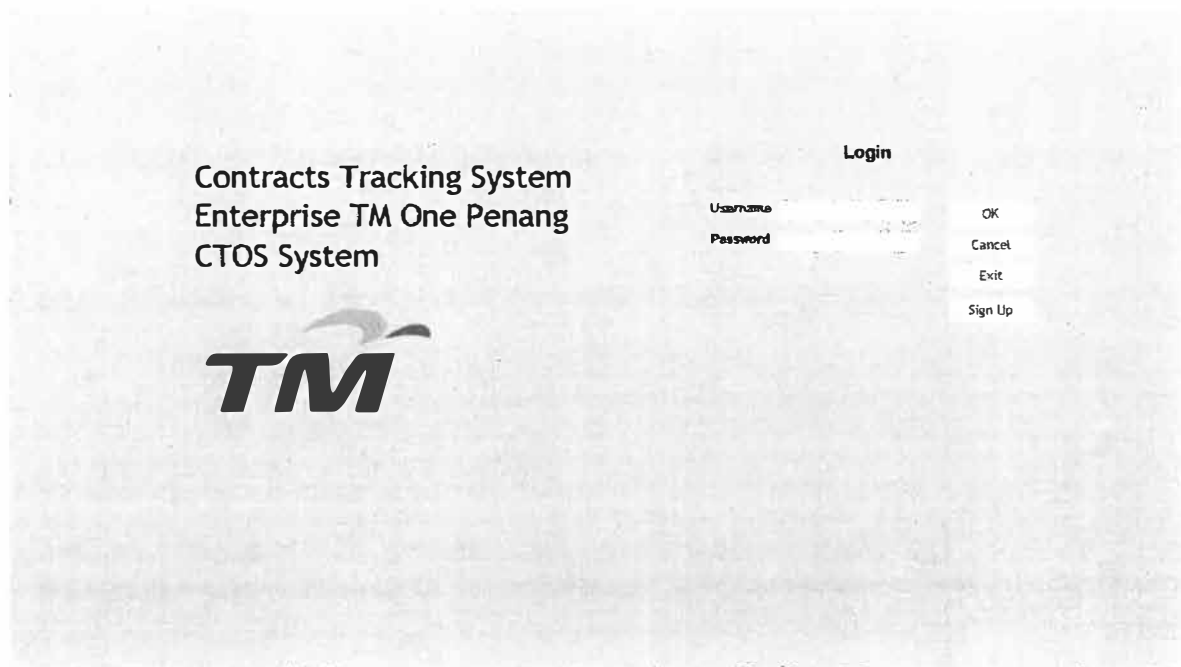 Contracts Tracking System
Enterprise TM One Penang
CTOS System
TM
Login
Username
Password
OK
Cancel
Exit
Sign Up